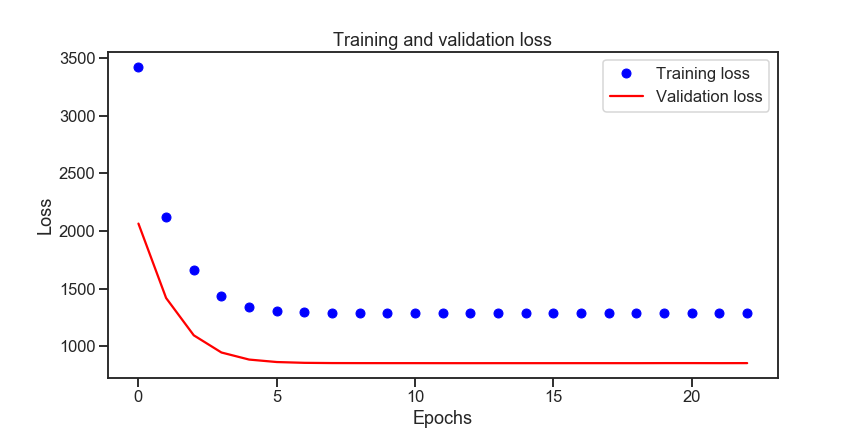 Training and validation loss
Training loss
Validation loss
3500
3000
2500
2000
1500
1000
Loss
0 5 10 15 20
Epochs